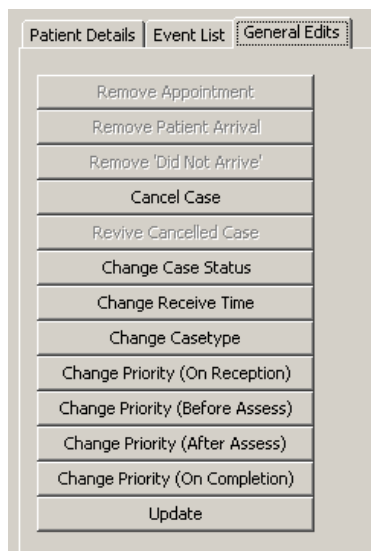 Patient Details Event List General Edits
Remove Appointment
Remove Patient Arrival
Remove 'Did Not Arrive'
Cancel Case
Revive Cancelled Case
Change Case Status
Change Receive Time
Change Casetype
Change Priority (On Reception)
Change Priority (Before Assess)
Change Priority (After Assess)
Change Priority (On Completion)
Update